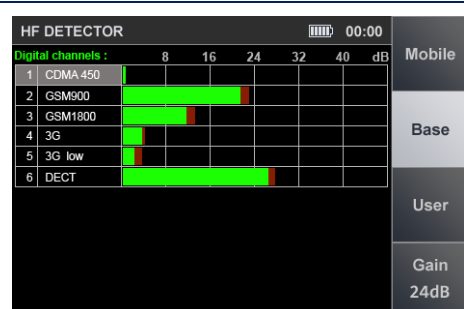 HF DETECTOR 00:00
Digital channels : 8 16 24 32 40 dB
1 CDMA 450
2 GSM900
3 GSM1800
4 3G
5 3G low
6 DECT
Mobile
Base
User
Gain
24dB